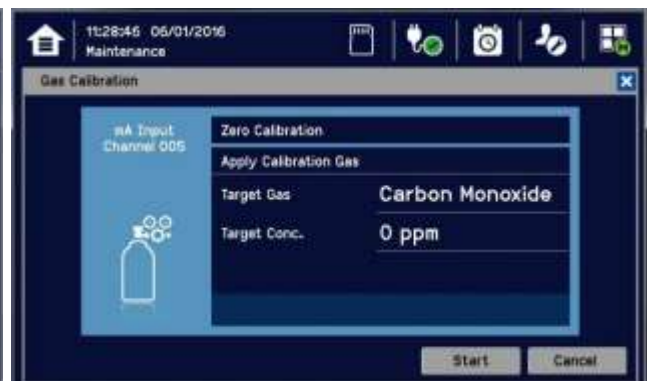 11:28:46 06/01/2016
Maintenance
Gas Calibration
mA Input
Channel 005
Zero Calibration
Apply Calibration Gas
Target Gas Carbon Monoxide
Target Conc. 0 ppm
Start Cancel